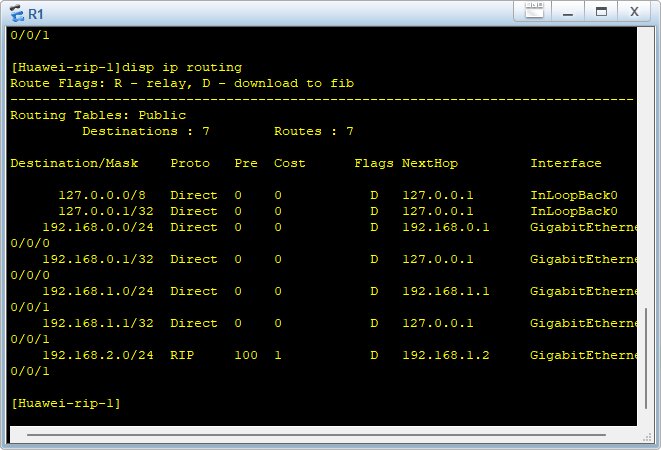 R1
0/0/1
[Huawei-rip-1]disp ip routing
Route Flags: R - relay, D - download to fib
------------------------------------------------------------------------------
Routing Tables: Public
         Destinations : 7        Routes : 7
Destination/Mask    Proto   Pre  Cost      Flags NextHop         Interface
      127.0.0.0/8   Direct  0    0           D   127.0.0.1       InLoopBack0
      127.0.0.1/32  Direct  0    0           D   127.0.0.1       InLoopBack0
    192.168.0.0/24  Direct  0    0           D   192.168.0.1     GigabitEtherne
0/0/0
    192.168.0.1/32  Direct  0    0           D   127.0.0.1       GigabitEtherne
0/0/0
    192.168.1.0/24  Direct  0    0           D   192.168.1.1     GigabitEtherne
0/0/1
    192.168.1.1/32  Direct  0    0           D   127.0.0.1       GigabitEtherne
0/0/1
    192.168.2.0/24  RIP     100  1           D   192.168.1.2     GigabitEtherne
0/0/1
[Huawei-rip-1]